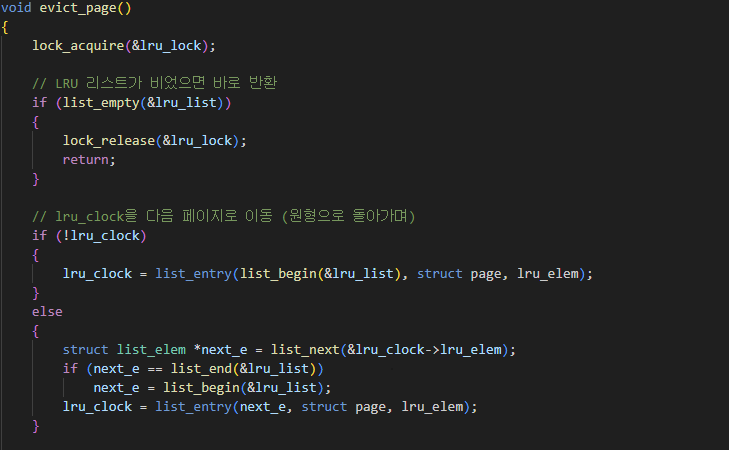 void evict_page()
{
    lock_acquire(&lru_lock);

    // LRU 리스트가 비었으면 바로 반환
    if (list_empty(&lru_list))
    {
        lock_release(&lru_lock);
        return;
    }

    // lru_clock을 다음 페이지로 이동 (원형으로 돌아가며)
    if (!lru_clock)
    {
        lru_clock = list_entry(list_begin(&lru_list), struct page, lru_elem);
    }
    else
    {
        struct list_elem *next_e = list_next(&lru_clock->lru_elem);
        if (next_e == list_end(&lru_list))
            next_e = list_begin(&lru_list);
        lru_clock = list_entry(next_e, struct page, lru_elem);
    }